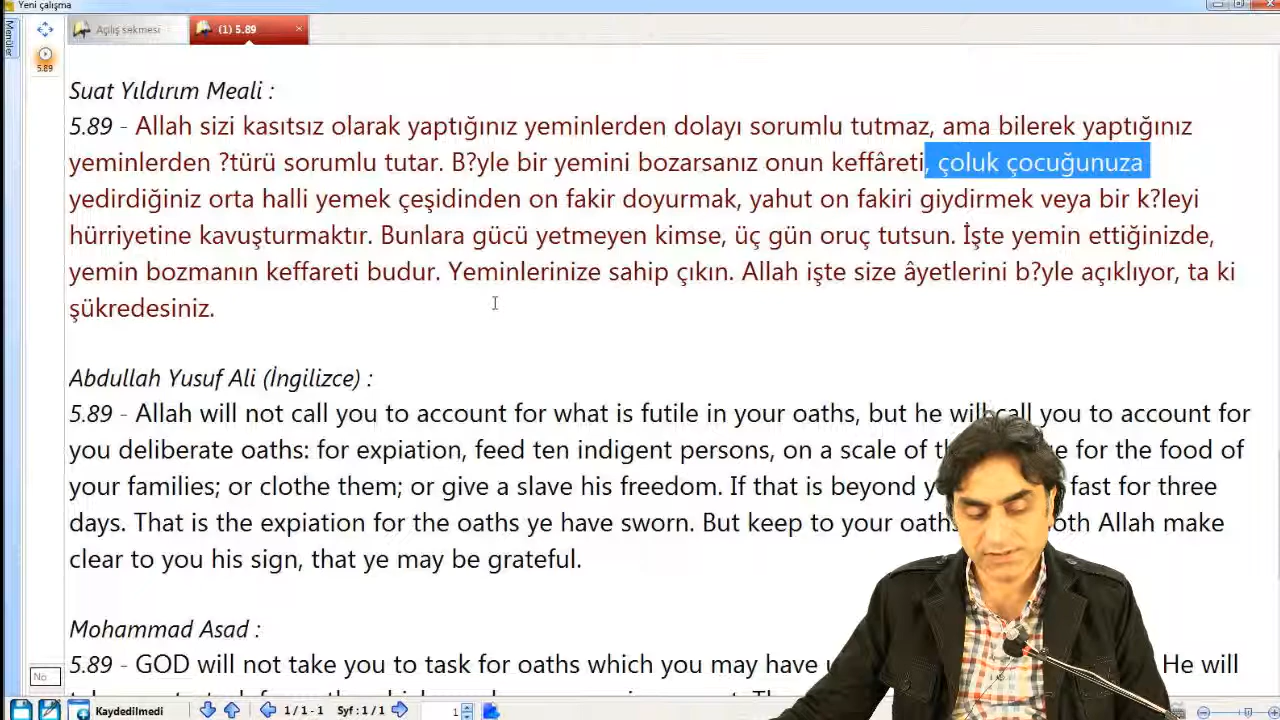 Yeni çalışma
Menüler
Açılış sekmesi
(1) 5.89
5.89
Suat Yıldırım Meali :
5.89 - Allah sizi kasıtsız olarak yaptığınız yeminlerden dolayı sorumlu tutmaz, ama bilerek yaptığınız
yeminlerden ?türü sorumlu tutar. B?yle bir yemini bozarsanız onun keffâreti, çoluk çocuğunuza
yedirdiğiniz orta halli yemek çeşidinden on fakir doyurmak, yahut on fakiri giydirmek veya bir k?leyi
hürriyetine kavuşturmaktır. Bunlara gücü yetmeyen kimse, üç gün oruç tutsun. İşte yemin ettiğinizde,
yemin bozmanın keffareti budur. Yeminlerinize sahip çıkın. Allah işte size âyetlerini b?yle açıklıyor, ta ki
şükredesiniz.
Abdullah Yusuf Ali (İngilizce) :
5.89 - Allah will not call you to account for what is futile in your oaths, but he will call you to account for
you deliberate oaths: for expiation, feed ten indigent persons, on a scale of for the food of
your families; or clothe them; or give a slave his freedom. If that is beyond fast for three
days. That is the expiation for the oaths ye have sworn. But keep to your Allah make
clear to you his sign, that ye may be grateful.
Mohammad Asad :
5.89 - GOD will not take you to task for oaths which you may have He will
No
Kaydedilmedi
1/1-1
Syf:1/1
1